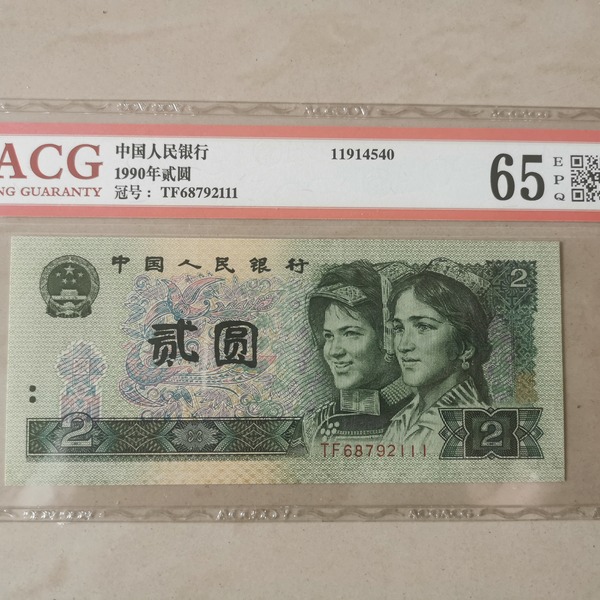 ACG
NG GUARANTY
中国人民银行
1990年贰圆
冠号： TF68792111
11914540
65
EPQ
中国人民银行
2
贰圆
2
2
TF68792111